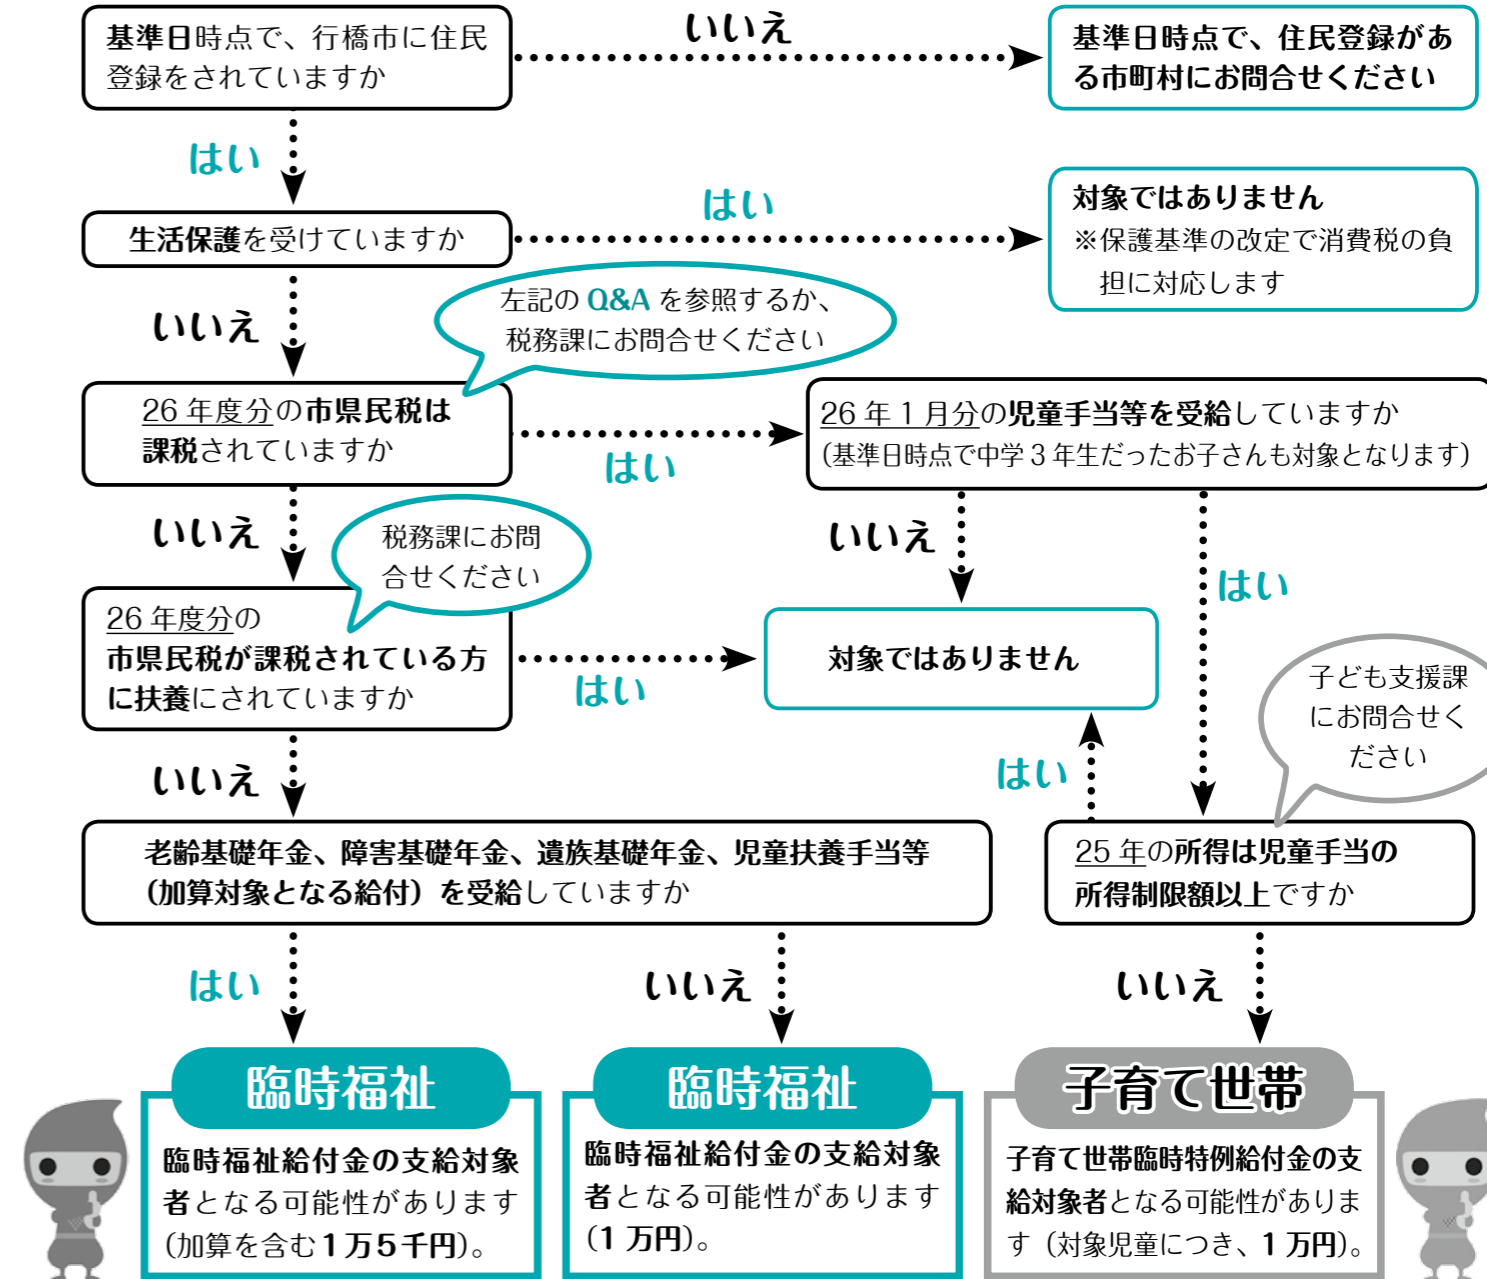 基準日時点で、行橋市に住民
登録をされていますか
いいえ
基準日時点で、住民登録があ
る市町村にお問合せください
はい
生活保護を受けていますか
はい
対象ではありません
※保護基準の改定で消費税の負
担に対応します
いいえ
左記の Q&A を参照するか、
税務課にお問合せください
26 年度分の市県民税は
課税されていますか
はい
26 年 1 月分の児童手当等を受給していますか
(基準日時点で中学 3 年生だったお子さんも対象となります)
いいえ
税務課にお問
合せください
いいえ
はい
26 年度分の
市県民税が課税されている方
に扶養にされていますか
はい
対象ではありません
子ども支援課
にお問合せく
ださい
いいえ
はい
老齢基礎年金、障害基礎年金、遺族基礎年金、児童扶養手当等
(加算対象となる給付) を受給していますか
25 年の所得は児童手当の
所得制限額以上ですか
はい
いいえ
いいえ
臨時福祉
臨時福祉給付金の支給対象
者となる可能性があります
(加算を含む1万5千円)。
臨時福祉
臨時福祉給付金の支給対象
者となる可能性があります
(1 万円)。
子育て世帯
子育て世帯臨時特例給付金の支
給対象者となる可能性がありま
す (対象児童につき、1 万円)。